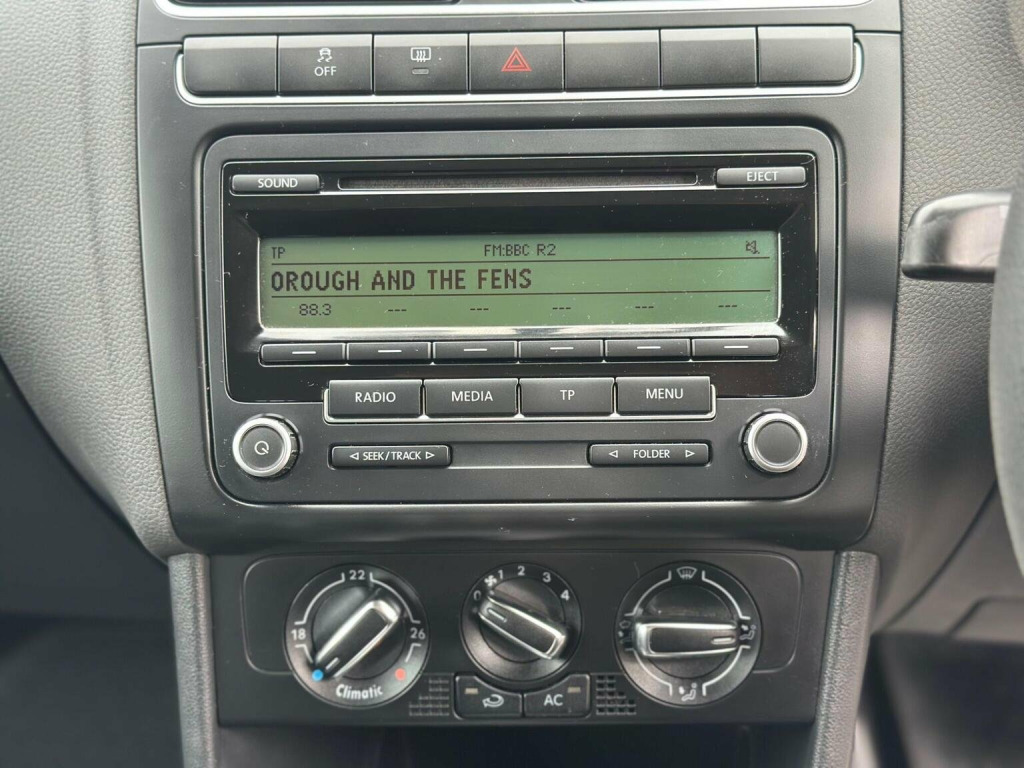 OFF
SOUND
EJECT
TP FM:BBC R2
OROUGH AND THE FENS
88.3 --- --- --- --- ---
RADIO MEDIA TP MENU
◁ SEEK/TRACK ▷ ◁ FOLDER ▷
22
18 26
Climatic
0 1 2 3 4
AC